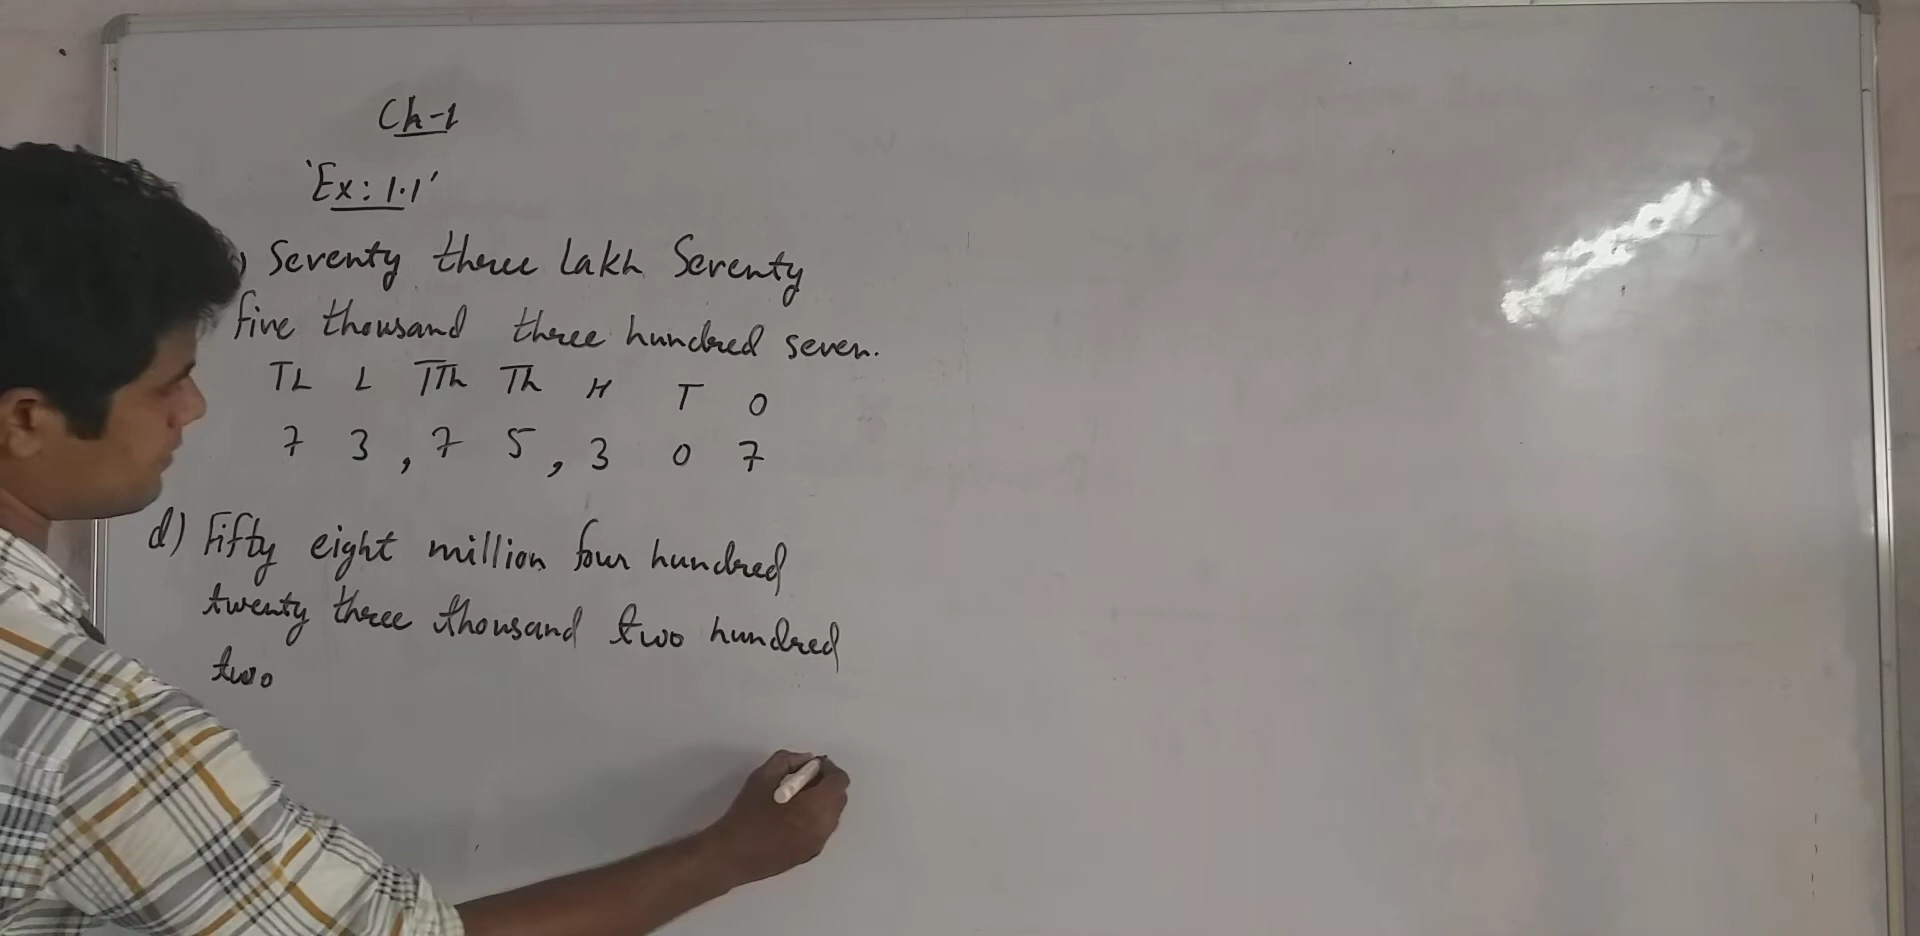 Ch-1
'Ex: 1.1'
) Seventy three lakh Seventy
five thousand three hundred seven.
TL L TTh Th H T O
7 3 , 7 5 , 3 0 7
d) Fifty eight million four hundred
twenty three thousand two hundred
two